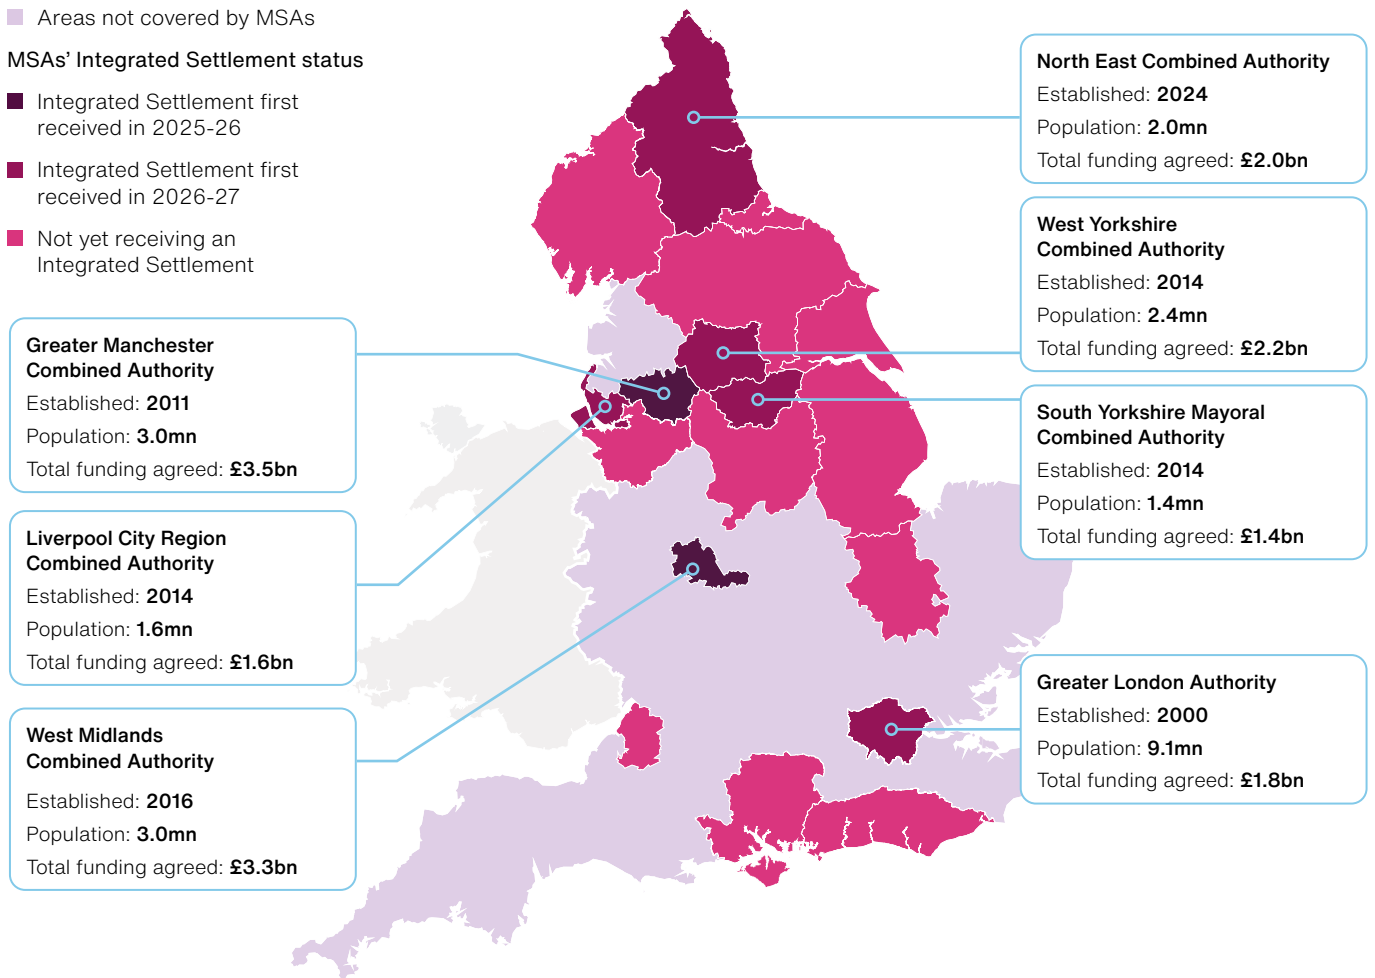 Areas not covered by MSAs
MSAs' Integrated Settlement status
Integrated Settlement first
received in 2025-26
Integrated Settlement first
received in 2026-27
Not yet receiving an
Integrated Settlement
Greater Manchester
Combined Authority
Established: 2011
Population: 3.0mn
Total funding agreed: £3.5bn
Liverpool City Region
Combined Authority
Established: 2014
Population: 1.6mn
Total funding agreed: £1.6bn
West Midlands
Combined Authority
Established: 2016
Population: 3.0mn
Total funding agreed: £3.3bn
North East Combined Authority
Established: 2024
Population: 2.0mn
Total funding agreed: £2.0bn
West Yorkshire
Combined Authority
Established: 2014
Population: 2.4mn
Total funding agreed: £2.2bn
South Yorkshire Mayoral
Combined Authority
Established: 2014
Population: 1.4mn
Total funding agreed: £1.4bn
Greater London Authority
Established: 2000
Population: 9.1mn
Total funding agreed: £1.8bn